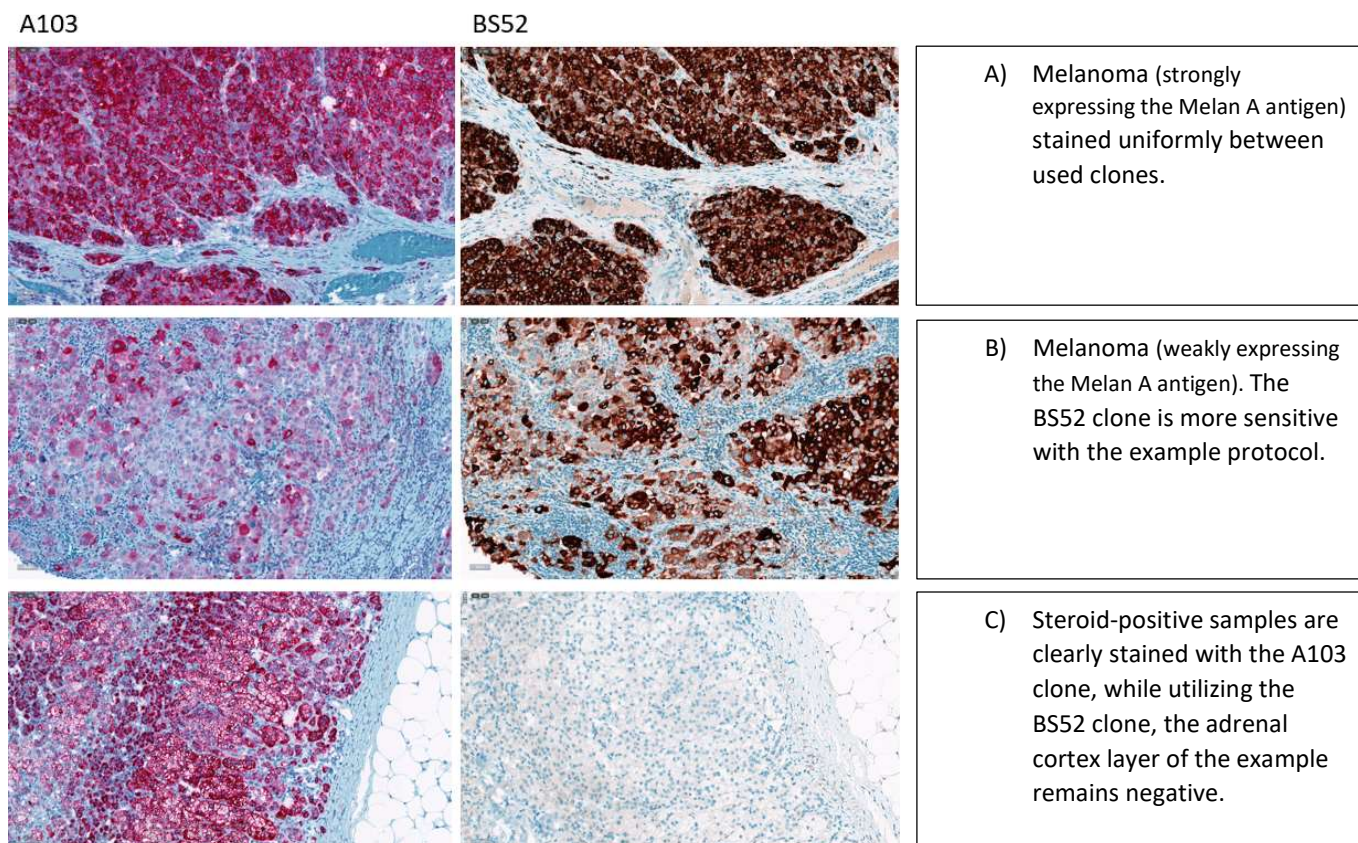 A103
BS52
A) Melanoma (strongly
expressing the Melan A antigen)
stained uniformly between
used clones.
B) Melanoma (weakly expressing
the Melan A antigen). The
BS52 clone is more sensitive
with the example protocol.
C) Steroid-positive samples are
clearly stained with the A103
clone, while utilizing the
BS52 clone, the adrenal
cortex layer of the example
remains negative.